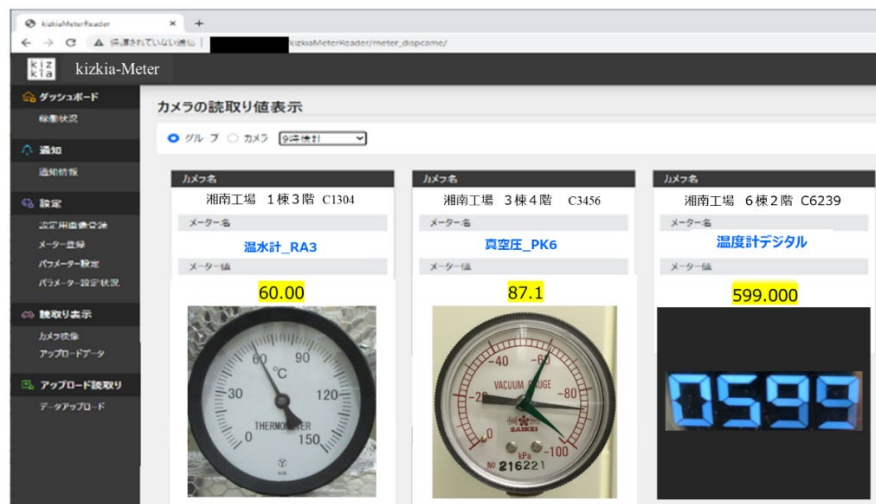 kizkiaMeterReader
保護されていない通信
kizkiaMeterReader/meter_dispcame/
kizkia
kizkia-Meter
ダッシュボード
稼働状況
通知
通知情報
設定
設定用画像登録
メーター登録
パラメーター設定
パラメーター設定状況
読取り表示
カメラ映像
アップロードデータ
アップロード読取り
データアップロード
カメラの読取り値表示
グループ カメラ
カメラ名
湘南工場 1棟3階 C1304
メーター名
温水計_RA3
メーター値
60.00
60 90
°C
30 120
THERMOMETER
0 150
カメラ名
湘南工場 3棟4階 C3456
メーター名
真空圧_PK6
メーター値
87.1
-40 -60
VACUUM GAUGE
-20 -80
0 -100
kPa
NO 216221
カメラ名
湘南工場 6棟2階 C6239
メーター名
温度計デジタル
メーター値
599.000
0599